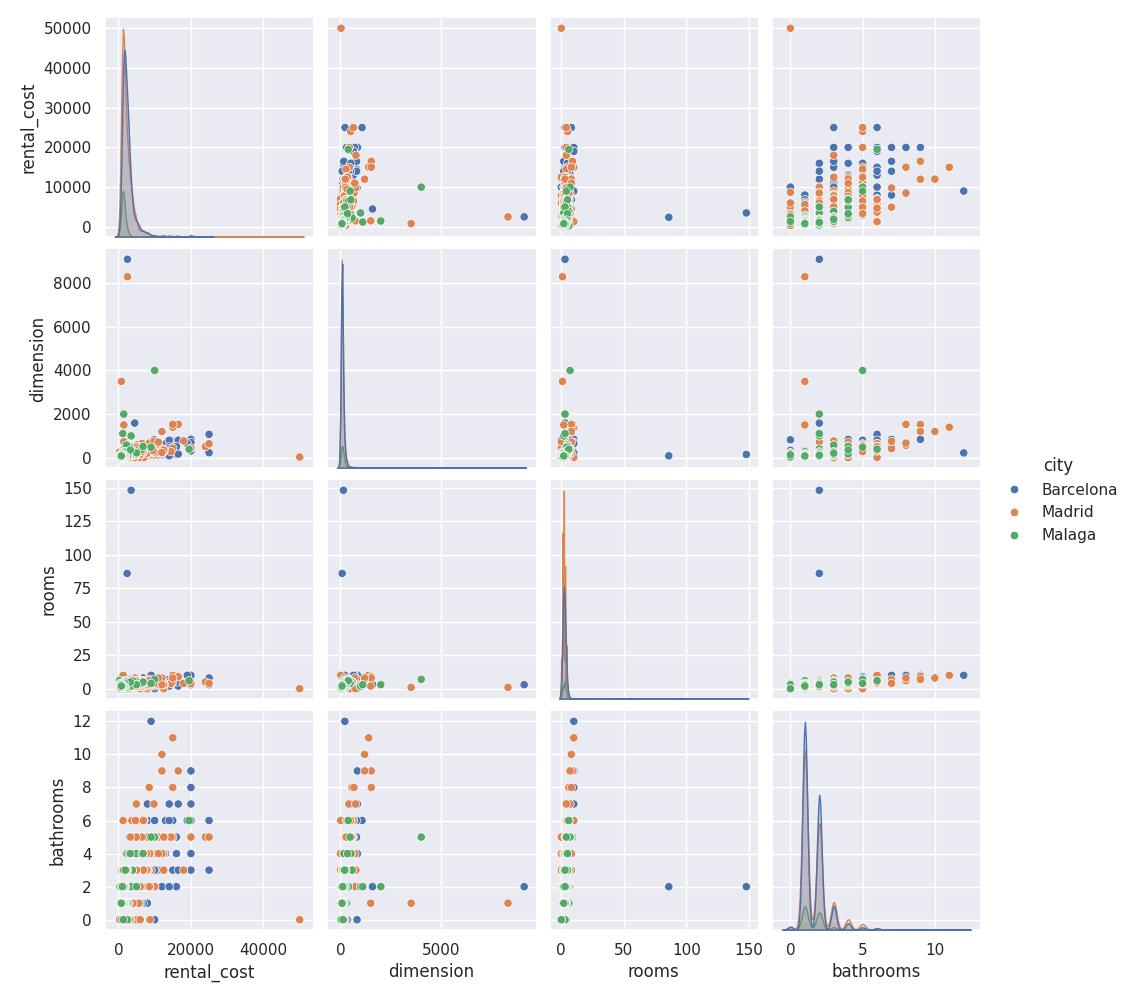 50000
40000
30000
20000
10000
0
rental_cost
8000
6000
4000
2000
0
dimension
150
125
100
75
50
25
0
rooms
12
10
8
6
4
2
0
bathrooms
0 20000 40000
rental_cost
0 5000
dimension
0 50 100 150
rooms
0 5 10
bathrooms
city
Barcelona
Madrid
Malaga